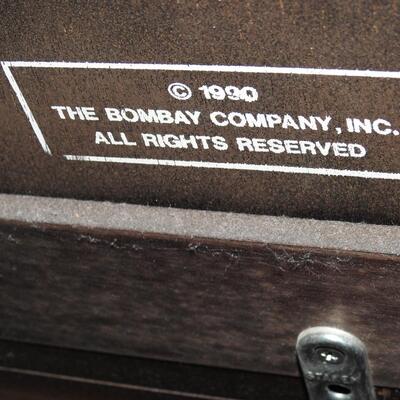 © 1990
THE BOMBAY COMPANY, INC.
ALL RIGHTS RESERVED